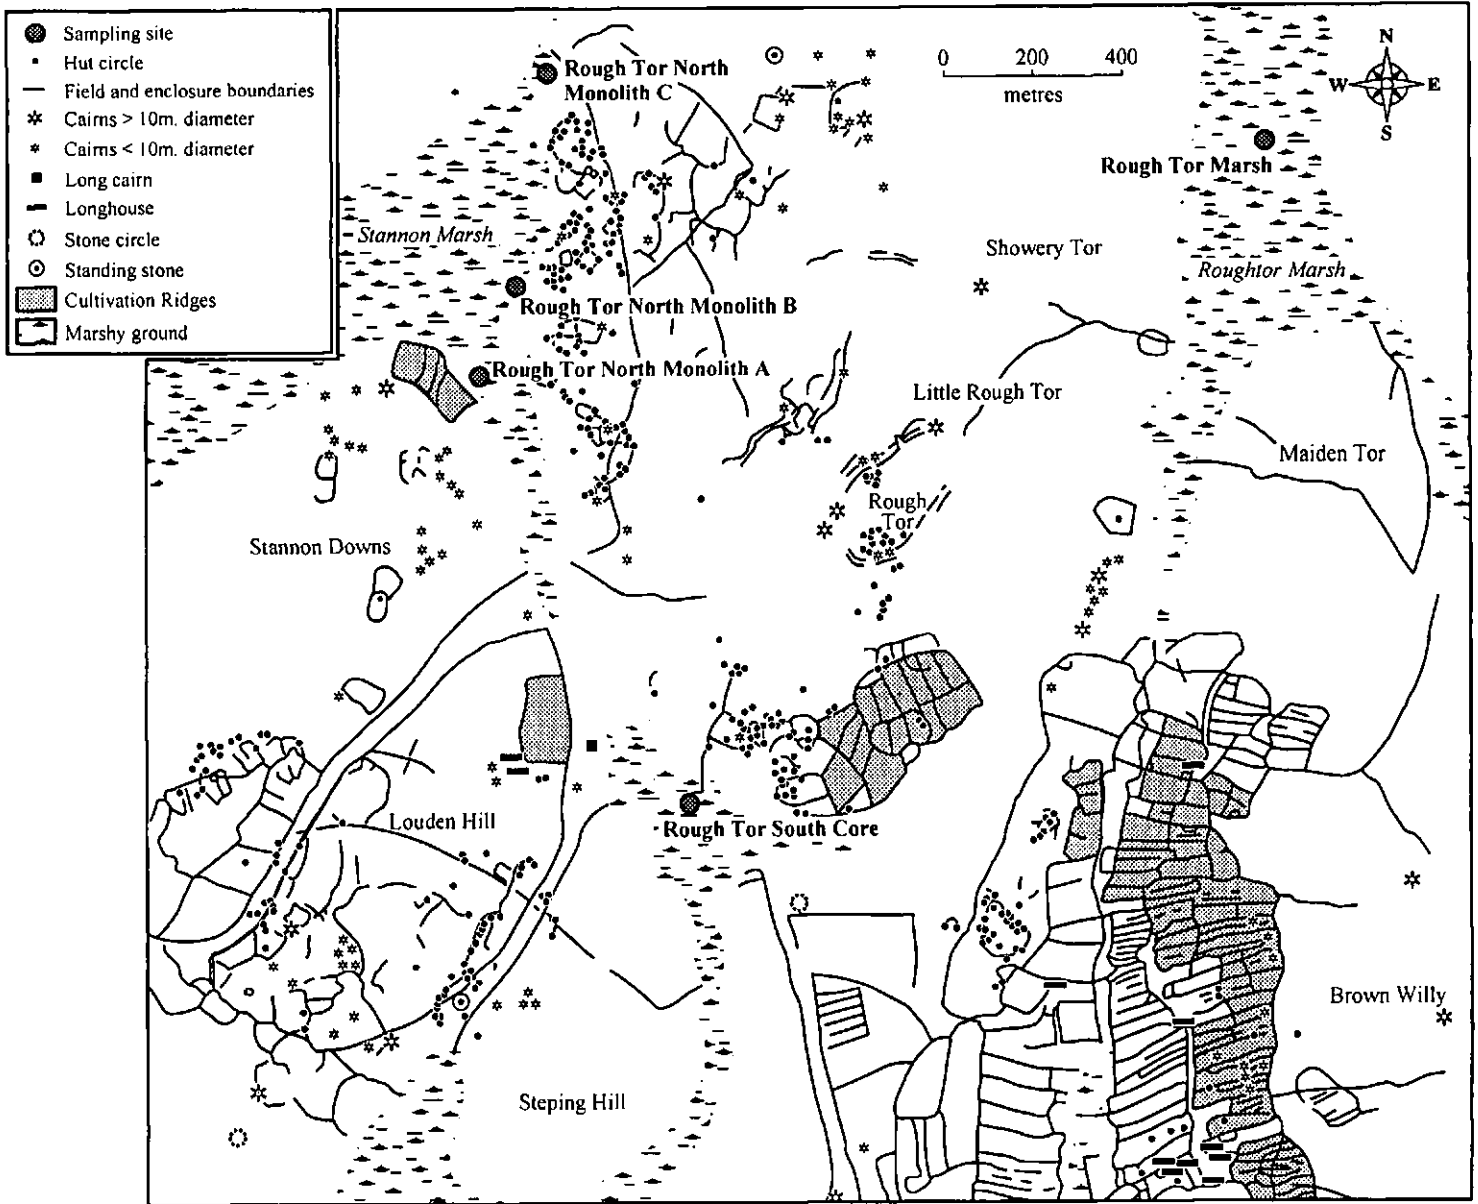 Sampling site
Hut circle
Field and enclosure boundaries
Cairns > 10m. diameter
Cairns < 10m. diameter
Long cairn
Longhouse
Stone circle
Standing stone
Cultivation Ridges
Marshy ground
Rough Tor North
Monolith C
0 200 400
metres
N
W E
S
Rough Tor Marsh
Stannon Marsh
Showery Tor
Roughtor Marsh
Rough Tor North Monolith B
Rough Tor North Monolith A
Little Rough Tor
Maiden Tor
Rough
Tor
Stannon Downs
Louden Hill
Rough Tor South Core
Brown Willy
Steping Hill